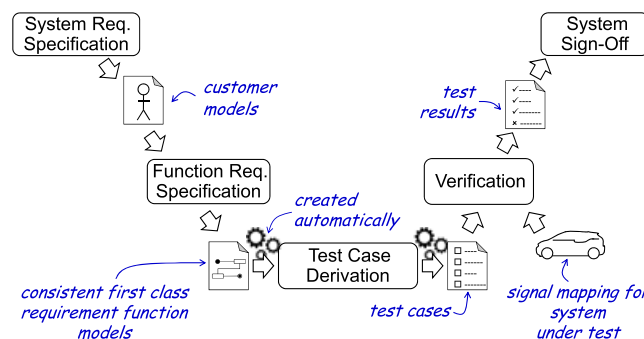 System Req.
Specification
customer
models
Function Req.
Specification
created
automatically
consistent first class
requirement function
models
Test Case
Derivation
test cases
System
Sign-Off
test
results
Verification
signal mapping for
system
under test